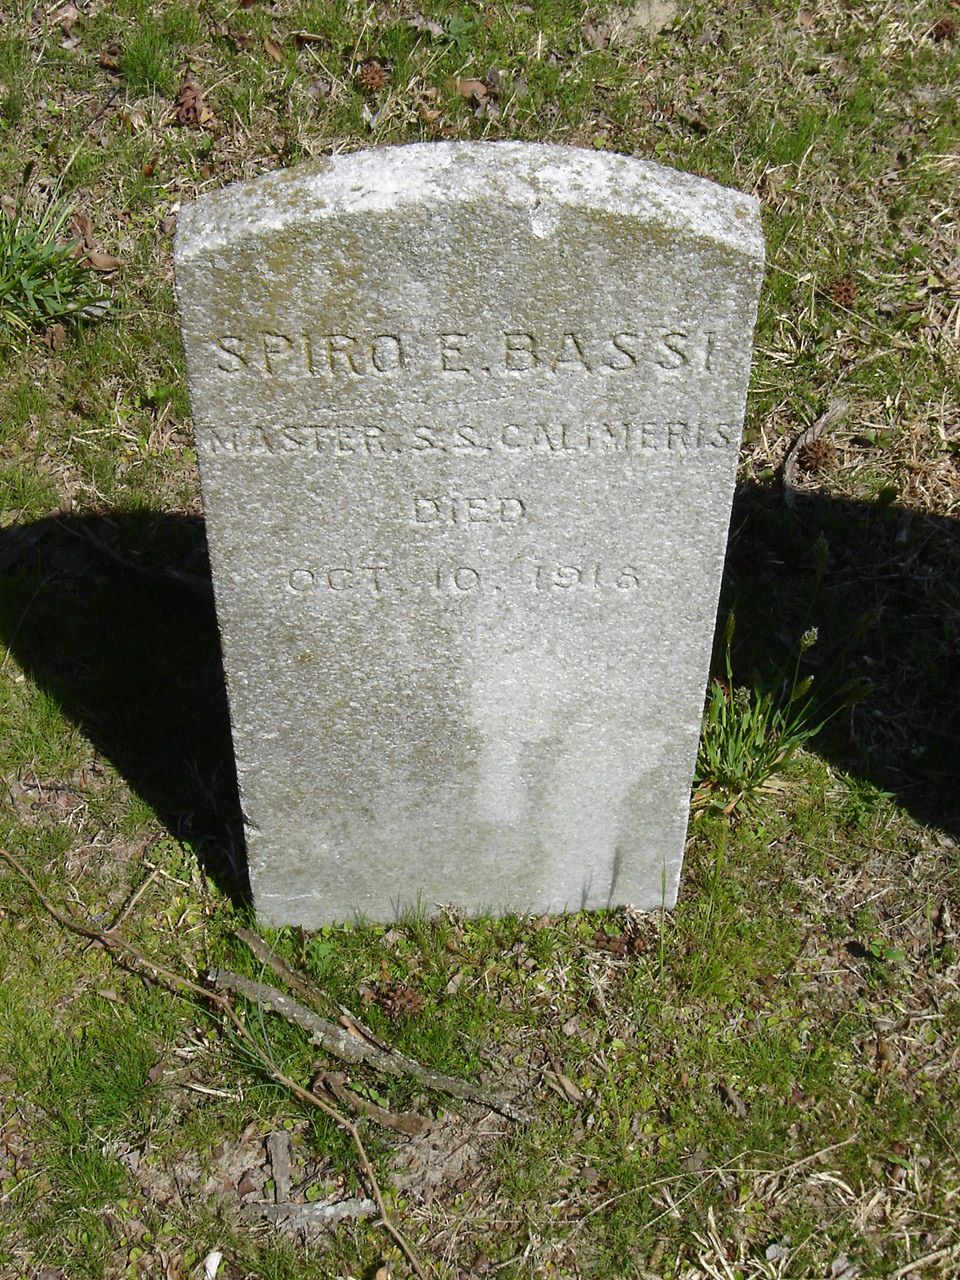 SPIRO E. BASSI
MASTER. S.S. CALIMERIS
DIED
OCT. 10. 1918